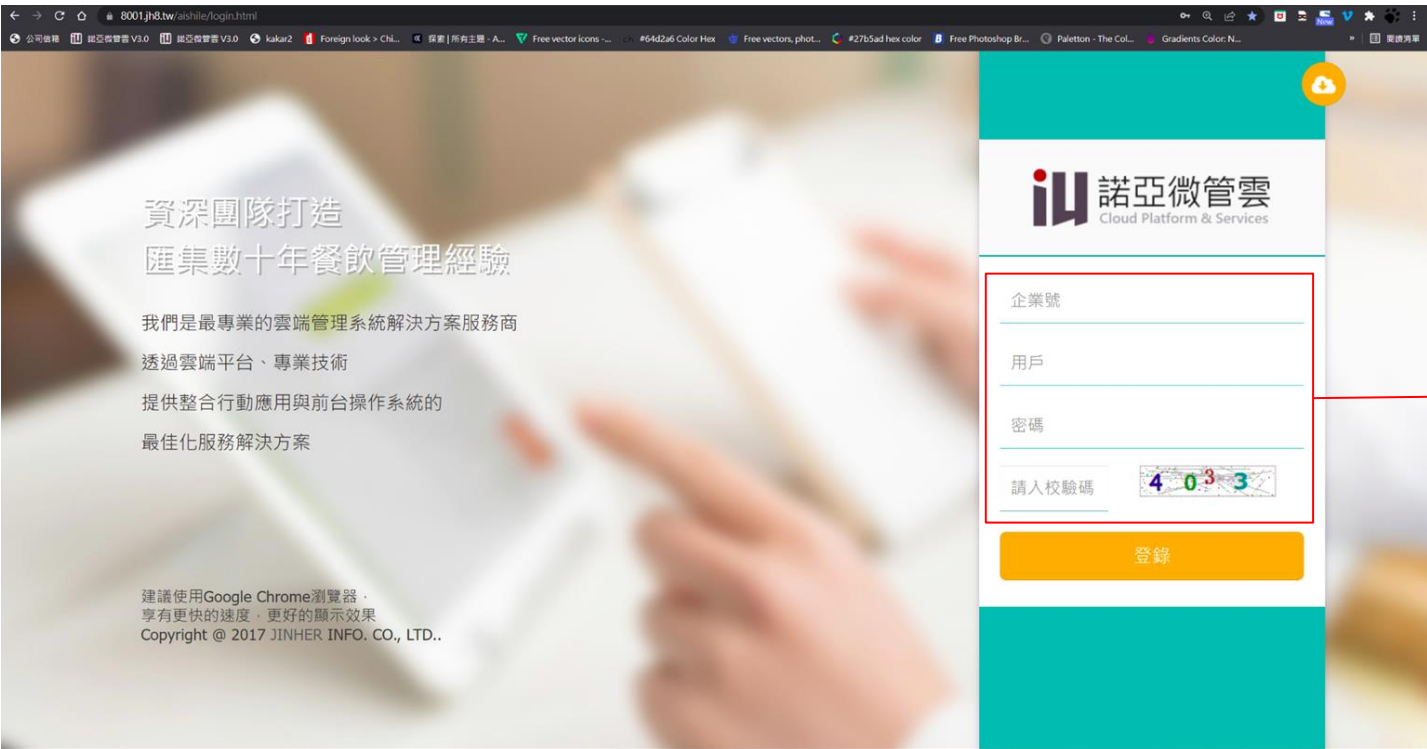 8001.jh8.tw/aishile/login.html
New
公司信箱 諾亞微管雲 V3.0 諾亞微管雲 V3.0 kakar2 Foreign look > Chi... 探索 | 所有主題 - A... Free vector icons -... #64d2a6 Color Hex Free vectors, phot... #27b5ad hex color Free Photoshop Br... Paletton - The Col... Gradients Color: N... » 閱讀清單
諾亞微管雲
Cloud Platform & Services
資深團隊打造
匯集數十年餐飲管理經驗
我們是最專業的雲端管理系統解決方案服務商
透過雲端平台、專業技術
提供整合行動應用與前台操作系統的
最佳化服務解決方案
企業號
用戶
密碼
請入校驗碼 4 0 3 3
登錄
建議使用Google Chrome瀏覽器，
享有更快的速度，更好的顯示效果
Copyright @ 2017 JINHER INFO. CO., LTD..